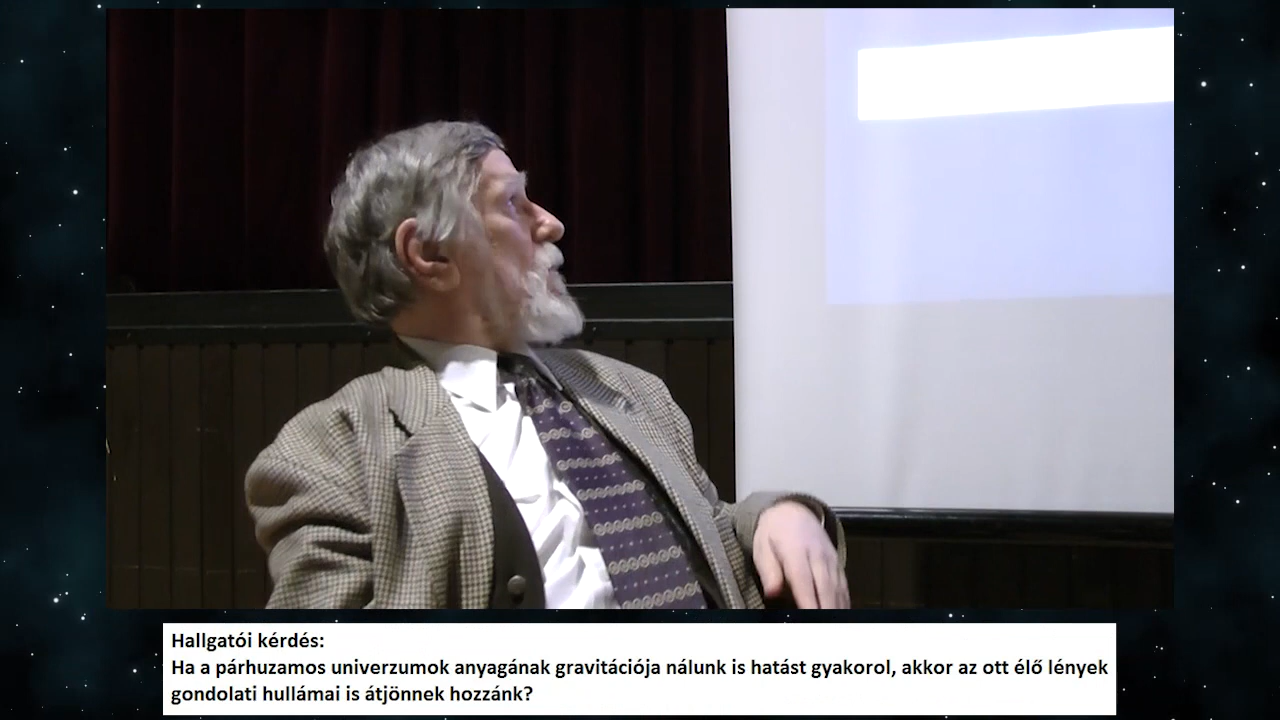 Hallgatói kérdés:
Ha a párhuzamos univerzumok anyagának gravitációja nálunk is hatást gyakorol, akkor az ott élő lények
gondolati hullámai is átjönnek hozzánk?